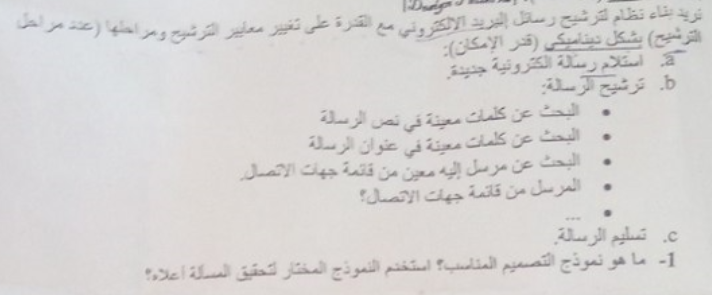 نريد بناء نظام لترشيح رسائل البريد الالكتروني مع القدرة على تغيير معايير الترشيح ومراحلها (عدد مراحل
الترشيح) بشكل ديناميكي (قدر الإمكان):
a. استلام رسالة الكترونية جديدة.
b. ترشيح الرسالة:
• البحث عن كلمات معينة في نص الرسالة
• البحث عن كلمات معينة في عنوان الرسالة
• البحث عن مرسل إليه معين من قائمة جهات الاتصال.
• المرسل من قائمة جهات الاتصال؟
• ...
c. تسليم الرسالة.
1- ما هو نموذج التصميم المناسب؟ استخدم النموذج المختار لتحقيق المسألة أعلاه؟